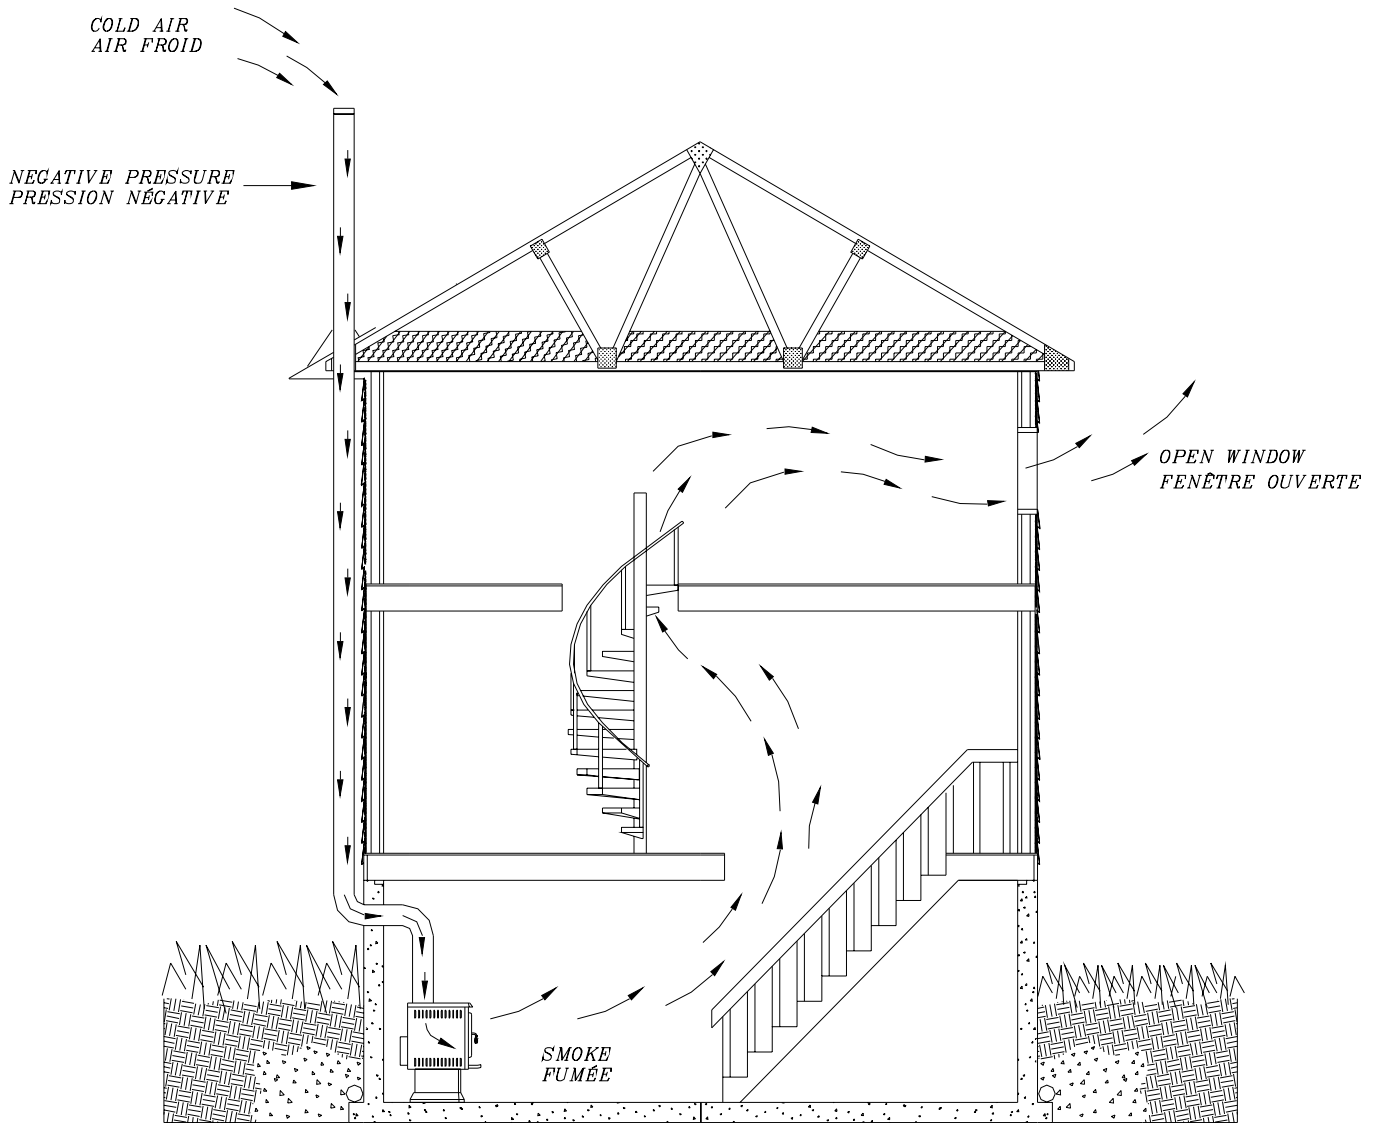 COLD AIR
AIR FROID
NEGATIVE PRESSURE
PRESSION NÉGATIVE
OPEN WINDOW
FENÊTRE OUVERTE
SMOKE
FUMÉE